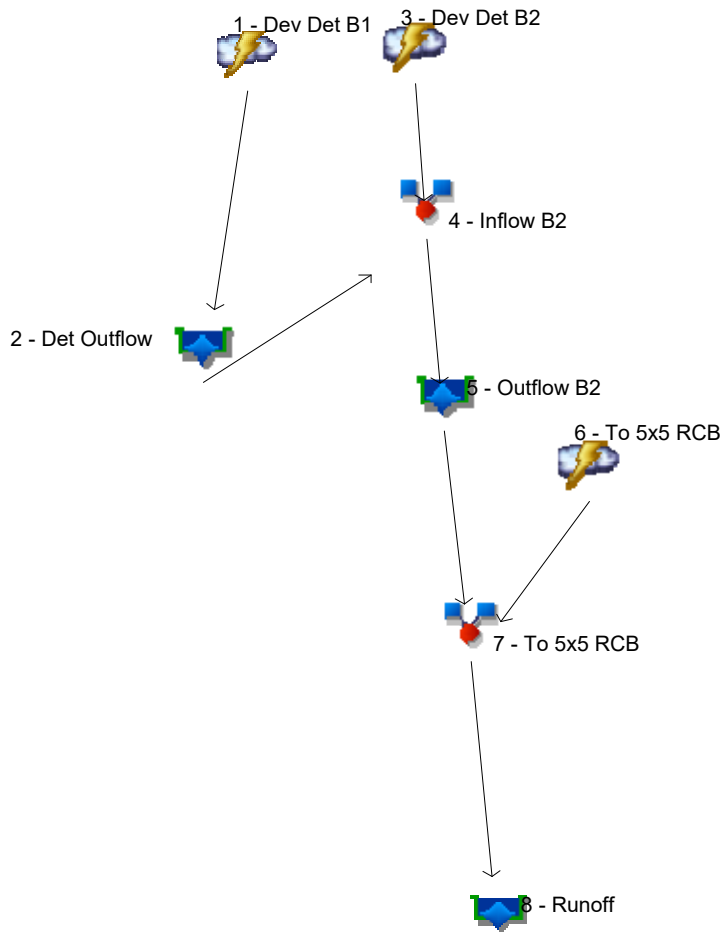 1 - Dev Det B1
3 - Dev Det B2
4 - Inflow B2
2 - Det Outflow
5 - Outflow B2
6 - To 5x5 RCB
7 - To 5x5 RCB
8 - Runoff